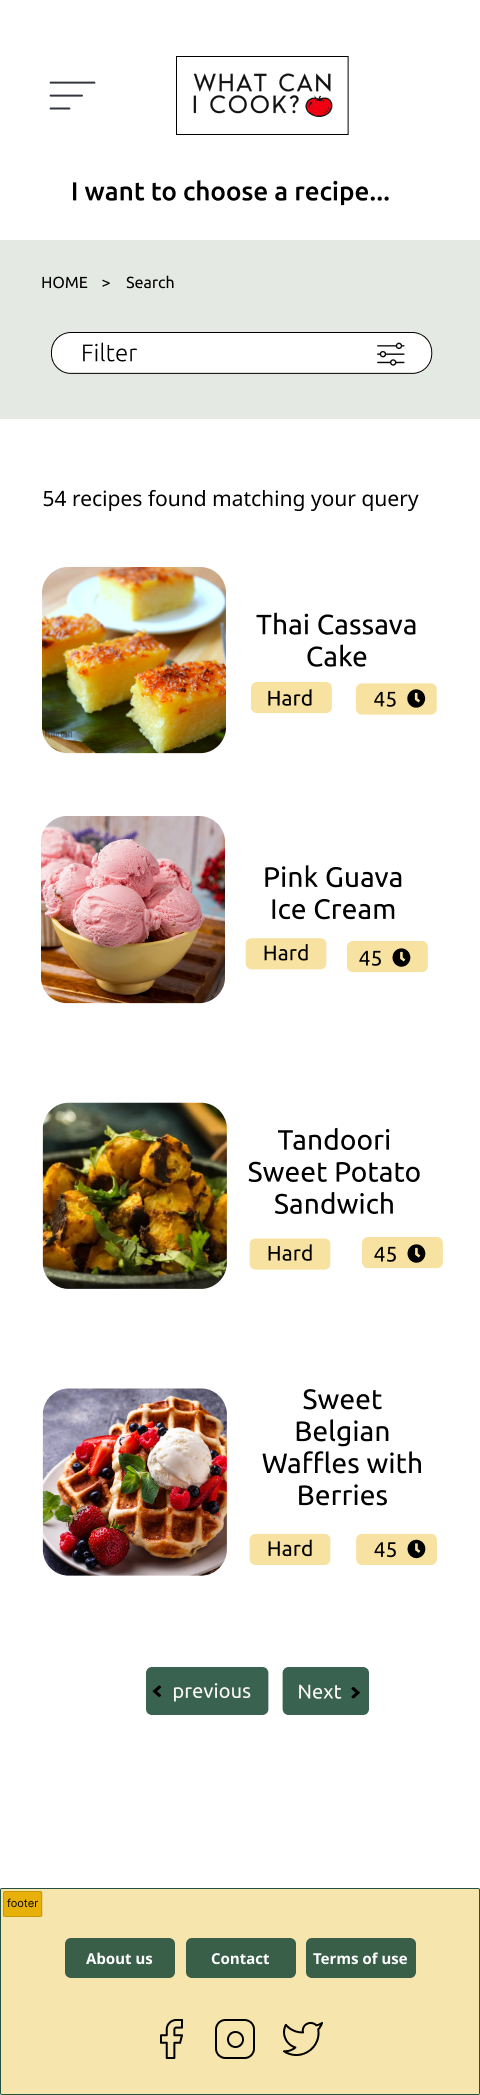 WHAT CAN
I COOK?
I want to choose a recipe...
HOME > Search
Filter
54 recipes found matching your query
Thai Cassava
Cake
Hard
45
Pink Guava
Ice Cream
Hard
45
Tandoori
Sweet Potato
Sandwich
Hard
45
Sweet
Belgian
Waffles with
Berries
Hard
45
previous
Next
footer
About us
Contact
Terms of use